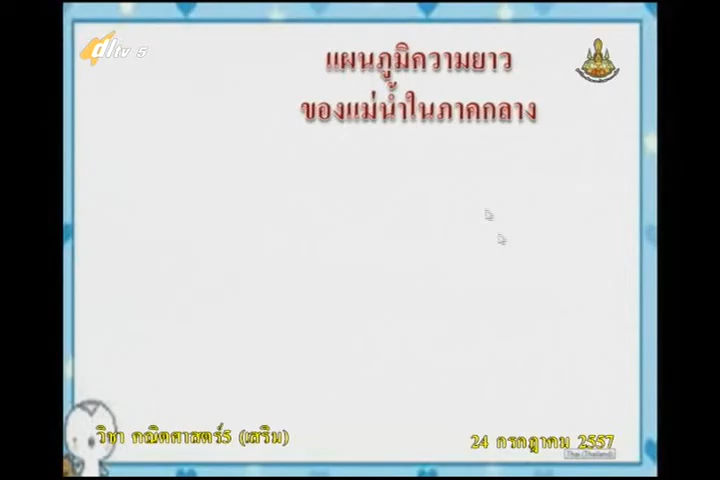 dltv 5
แผนภูมิความยาว
ของแม่น้ำในภาคกลาง
วิชา คณิตศาสตร์5 (เสริม)
24 กรกฎาคม 2557
Thai (Thailand)